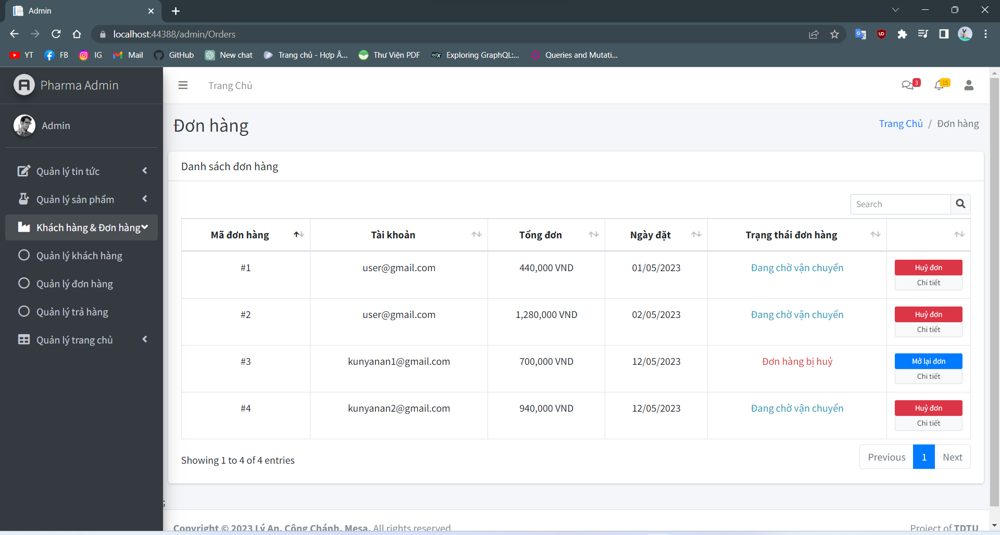 Admin
localhost:44388/admin/Orders
YT FB IG Mail GitHub New chat Trang chủ - Hợp Â... Thư Viện PDF edX Exploring GraphQL:... Queries and Mutati...
Pharma Admin
Trang Chủ
3
15
Admin
Đơn hàng
Trang Chủ / Đơn hàng
Quản lý tin tức
Quản lý sản phẩm
Khách hàng & Đơn hàng
Quản lý khách hàng
Quản lý đơn hàng
Quản lý trả hàng
Quản lý trang chủ
Danh sách đơn hàng
Search
Mã đơn hàng Tài khoản Tổng đơn Ngày đặt Trạng thái đơn hàng
#1 user@gmail.com 440,000 VND 01/05/2023 Đang chờ vận chuyển Huỷ đơn
Chi tiết
#2 user@gmail.com 1,280,000 VND 02/05/2023 Đang chờ vận chuyển Huỷ đơn
Chi tiết
#3 kunyanan1@gmail.com 700,000 VND 12/05/2023 Đơn hàng bị huỷ Mở lại đơn
Chi tiết
#4 kunyanan2@gmail.com 940,000 VND 12/05/2023 Đang chờ vận chuyển Huỷ đơn
Chi tiết
Showing 1 to 4 of 4 entries
Previous 1 Next
;
Copyright © 2023 Lý An, Công Chánh, Mesa. All rights reserved
Project of TDTU